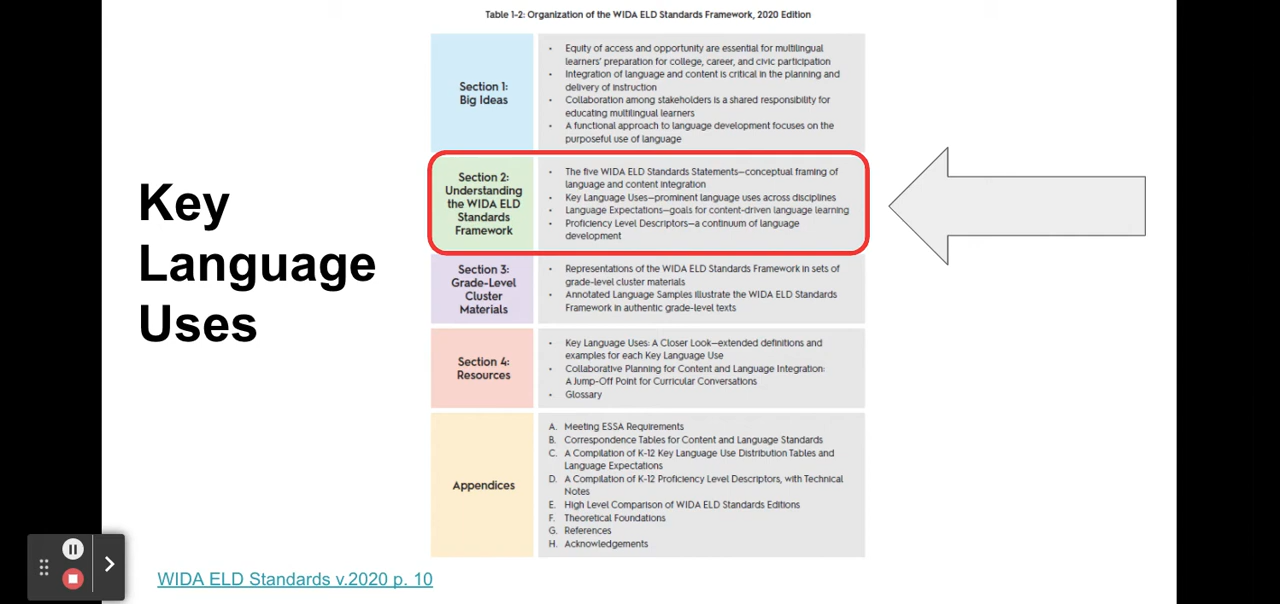 Table 1-2: Organization of the WIDA ELD Standards Framework, 2020 Edition
Key
Language
Uses
Section 1:
Big Ideas
• Equity of access and opportunity are essential for multilingual
learners' preparation for college, career, and civic participation
• Integration of language and content is critical in the planning and
delivery of instruction
• Collaboration among stakeholders is a shared responsibility for
educating multilingual learners
• A functional approach to language development focuses on the
purposeful use of language
Section 2:
Understanding
the WIDA ELD
Standards
Framework
• The five WIDA ELD Standards Statements—conceptual framing of
language and content integration
• Key Language Uses—prominent language uses across disciplines
• Language Expectations—goals for content-driven language learning
• Proficiency Level Descriptors—a continuum of language
development
Section 3:
Grade-Level
Cluster
Materials
• Representations of the WIDA ELD Standards Framework in sets of
grade-level cluster materials
• Annotated Language Samples illustrate the WIDA ELD Standards
Framework in authentic grade-level texts
Section 4:
Resources
• Key Language Uses: A Closer Look—extended definitions and
examples for each Key Language Use
• Collaborative Planning for Content and Language Integration:
A Jump-Off Point for Curricular Conversations
• Glossary
Appendices
A. Meeting ESSA Requirements
B. Correspondence Tables for Content and Language Standards
C. A Compilation of K-12 Key Language Use Distribution Tables and
Language Expectations
D. A Compilation of K-12 Proficiency Level Descriptors, with Technical
Notes
E. High Level Comparison of WIDA ELD Standards Editions
F. Theoretical Foundations
G. References
H. Acknowledgements
WIDA ELD Standards v.2020 p. 10